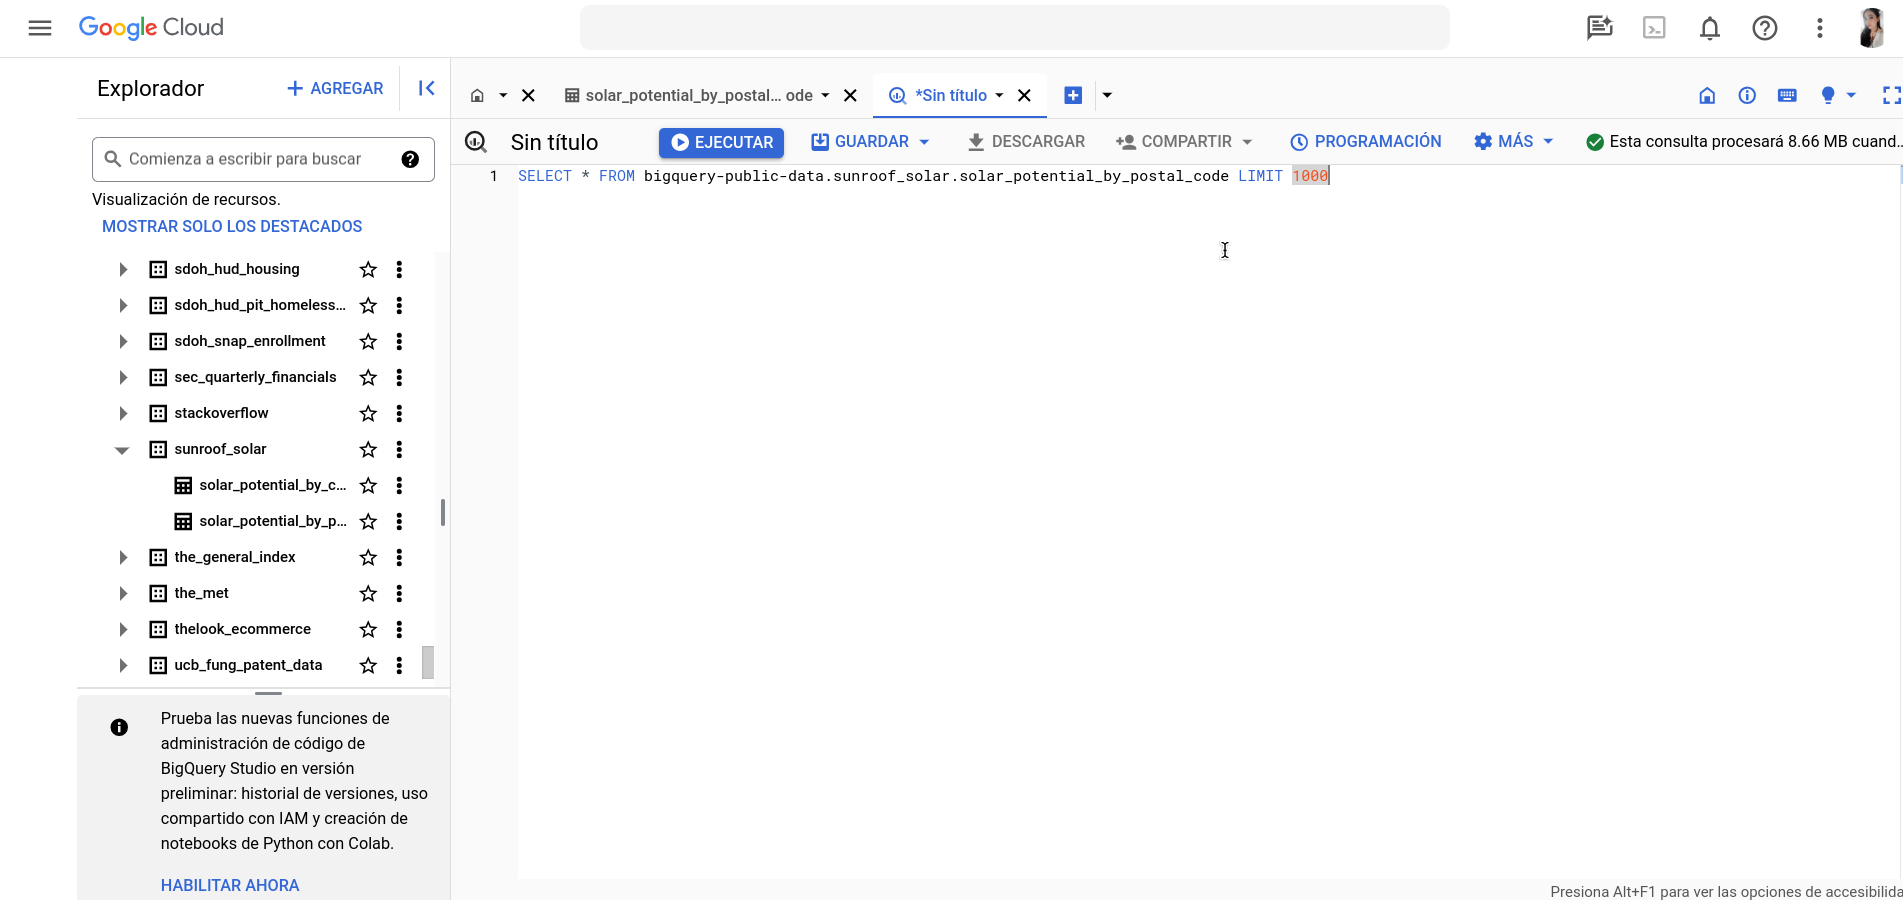 Google Cloud
Explorador
AGREGAR
Comienza a escribir para buscar
Visualización de recursos.
MOSTRAR SOLO LOS DESTACADOS
sdoh_hud_housing
sdoh_hud_pit_homeless...
sdoh_snap_enrollment
sec_quarterly_financials
stackoverflow
sunroof_solar
solar_potential_by_c...
solar_potential_by_p...
the_general_index
the_met
thelook_ecommerce
ucb_fung_patent_data
Prueba las nuevas funciones de
administración de código de
BigQuery Studio en versión
preliminar: historial de versiones, uso
compartido con IAM y creación de
notebooks de Python con Colab.
HABILITAR AHORA
solar_potential_by_postal... ode
*Sin título
Sin título
EJECUTAR
GUARDAR
DESCARGAR
COMPARTIR
PROGRAMACIÓN
MÁS
Esta consulta procesará 8.66 MB cuand...
1 SELECT * FROM bigquery-public-data.sunroof_solar.solar_potential_by_postal_code LIMIT 1000
Presiona Alt+F1 para ver las opciones de accesibilida